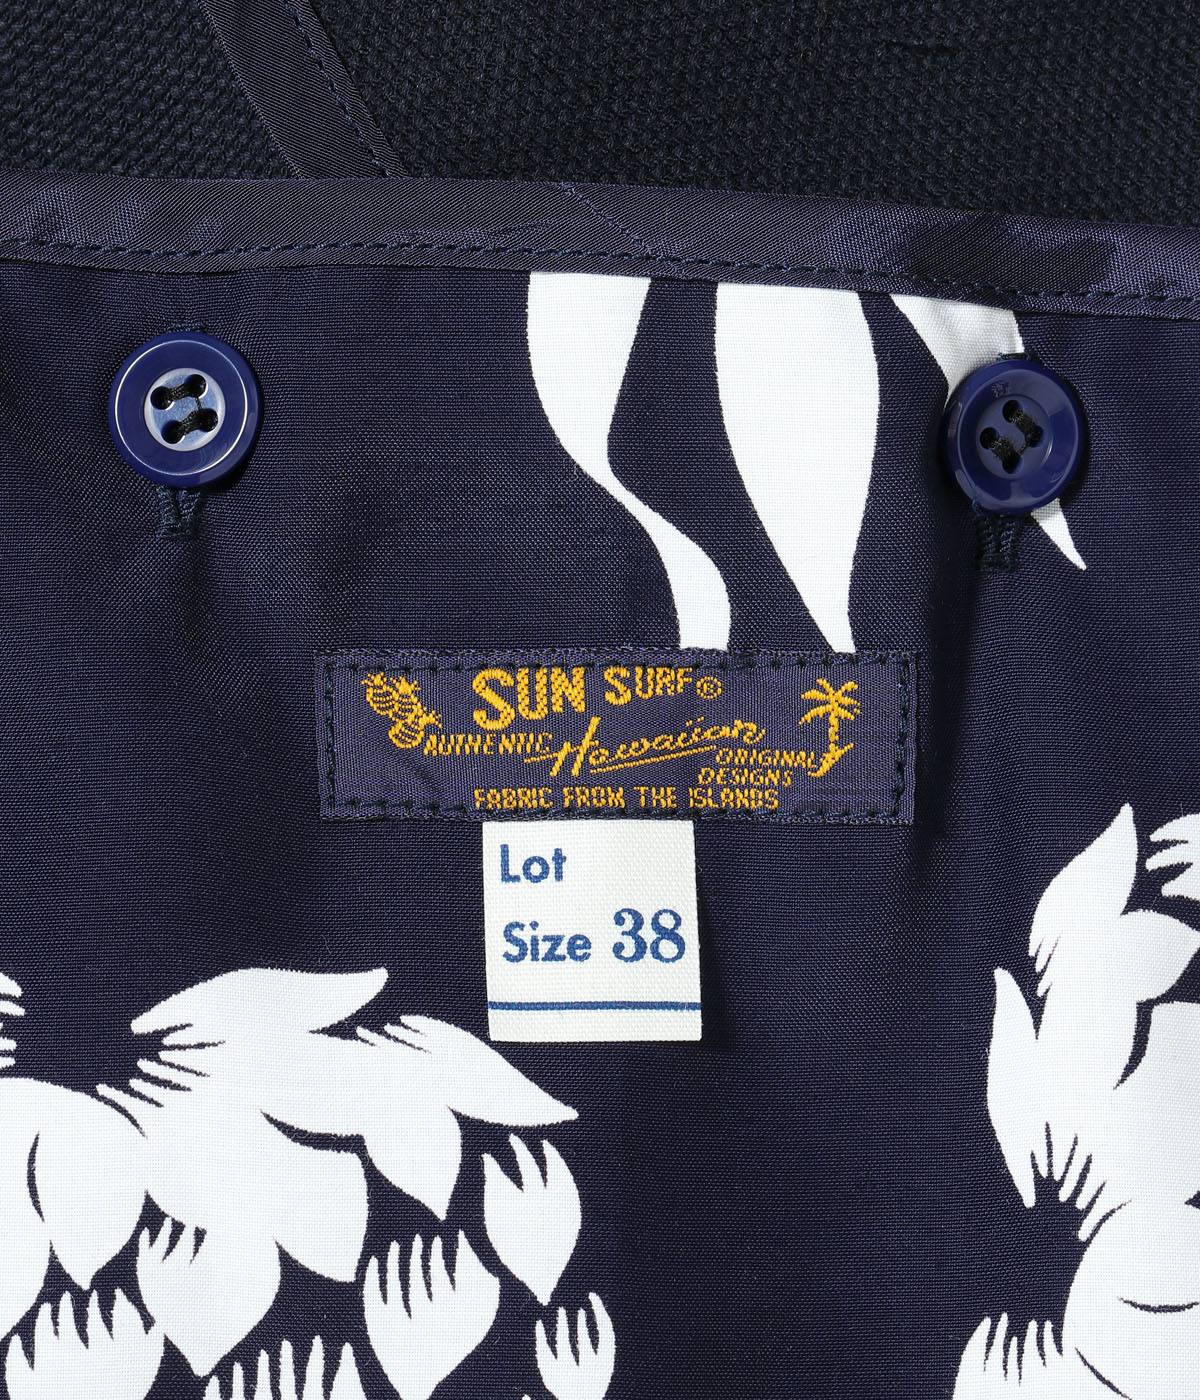 SUN SURF®
AUTHENTIC Hawaiian ORIGINAL
DESIGNS
FABRIC FROM THE ISLANDS
Lot
Size 38